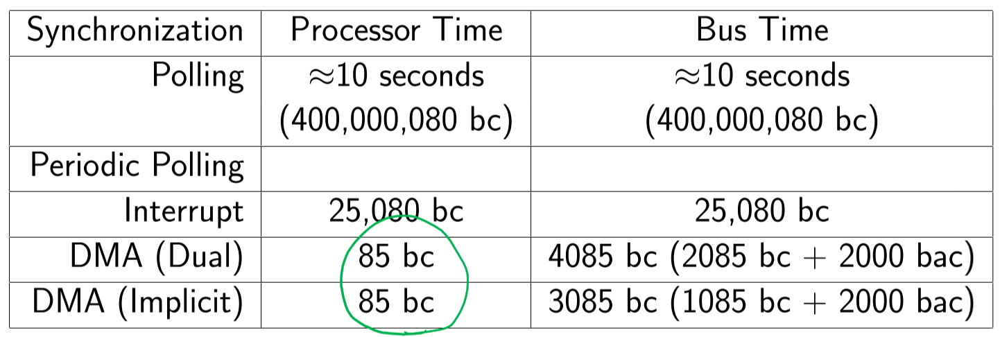 Synchronization Processor Time Bus Time
Polling ≈10 seconds ≈10 seconds
(400,000,080 bc) (400,000,080 bc)
Periodic Polling
Interrupt 25,080 bc 25,080 bc
DMA (Dual) 85 bc 4085 bc (2085 bc + 2000 bac)
DMA (Implicit) 85 bc 3085 bc (1085 bc + 2000 bac)